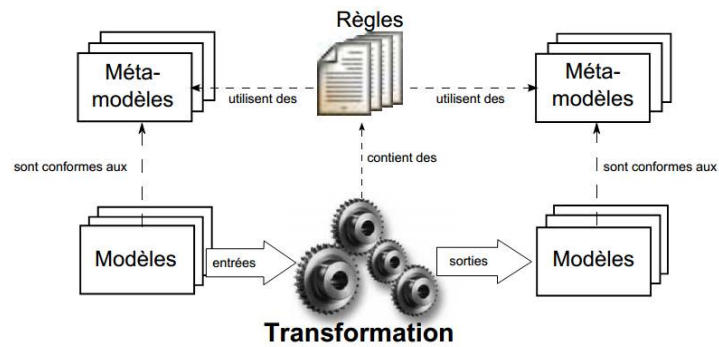 Règles
Méta-
modèles
utilisent des
utilisent des
Méta-
modèles
sont conformes aux
contient des
sont conformes aux
Modèles
entrées
sorties
Modèles
Transformation